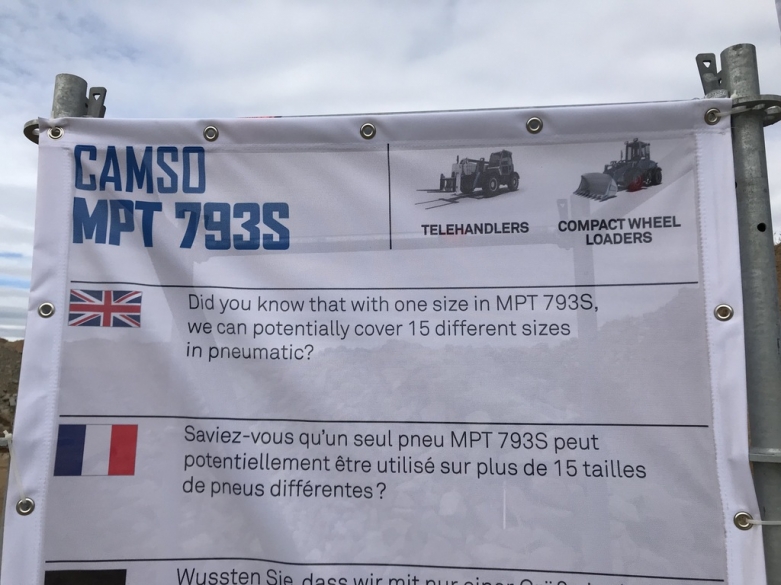 CAMSO
MPT 793S
TELEHANDLERS
COMPACT WHEEL
LOADERS
Did you know that with one size in MPT 793S,
we can potentially cover 15 different sizes
in pneumatic?
Saviez-vous qu'un seul pneu MPT 793S peut
potentiellement être utilisé sur plus de 15 tailles
de pneus différentes?
Wussten Sie, dass wir mit nur einer